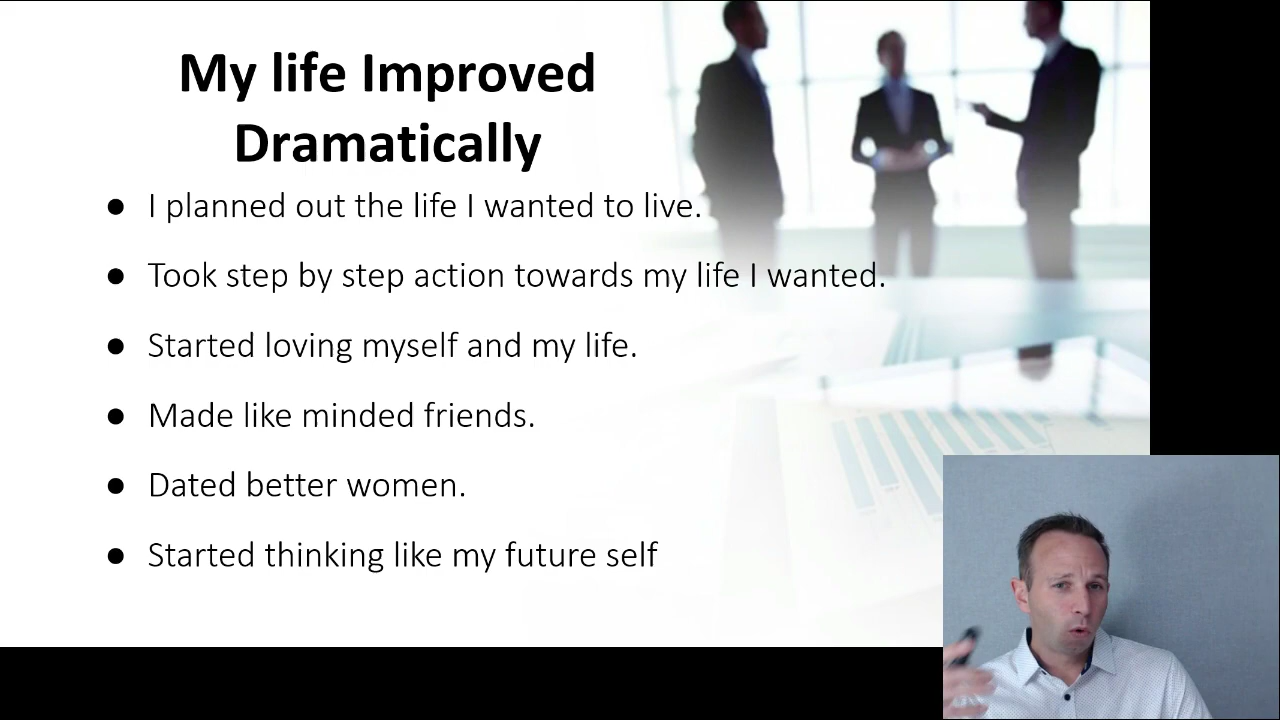 My life Improved
Dramatically
● I planned out the life I wanted to live.
● Took step by step action towards my life I wanted.
● Started loving myself and my life.
● Made like minded friends.
● Dated better women.
● Started thinking like my future self